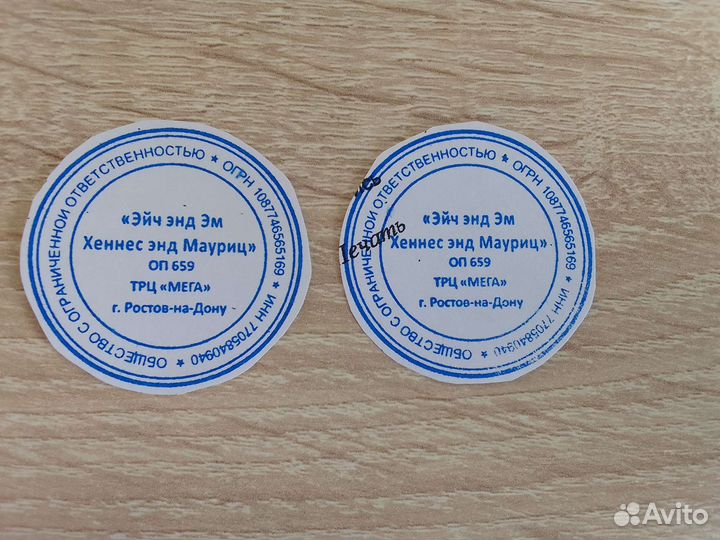 ОБЩЕСТВО С ОГРАНИЧЕННОЙ ОТВЕТСТВЕННОСТЬЮ ★ ОГРН 1087746565169 ★ ИНН 7705840940 ★
«Эйч энд Эм
Хеннес энд Мауриц»
ОП 659
ТРЦ «МЕГА»
г. Ростов-на-Дону
ОБЩЕСТВО С ОГРАНИЧЕННОЙ ОТВЕТСТВЕННОСТЬЮ ★ ОГРН 1087746565169 ★ ИНН 7705840940 ★
Печать
«Эйч энд Эм
Хеннес энд Мауриц»
ОП 659
ТРЦ «МЕГА»
г. Ростов-на-Дону
Avito